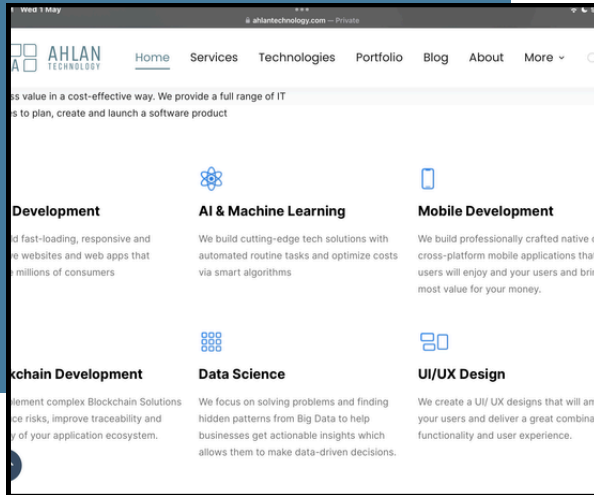 Wed 1 May
ahlantechnology.com — Private
AHLAN
TECHNOLOGY
Home Services Technologies Portfolio Blog About More
ss value in a cost-effective way. We provide a full range of IT
es to plan, create and launch a software product
Development
AI & Machine Learning
Mobile Development
ld fast-loading, responsive and
ve websites and web apps that
millions of consumers
We build cutting-edge tech solutions with
automated routine tasks and optimize costs
via smart algorithms
We build professionally crafted native
cross-platform mobile applications that
users will enjoy and your users and brin
most value for your money.
kchain Development
Data Science
UI/UX Design
plement complex Blockchain Solutions
ce risks, improve traceability and
y of your application ecosystem.
We focus on solving problems and finding
hidden patterns from Big Data to help
businesses get actionable insights which
allows them to make data-driven decisions.
We create a UI/ UX designs that will am
your users and deliver a great combina
functionality and user experience.